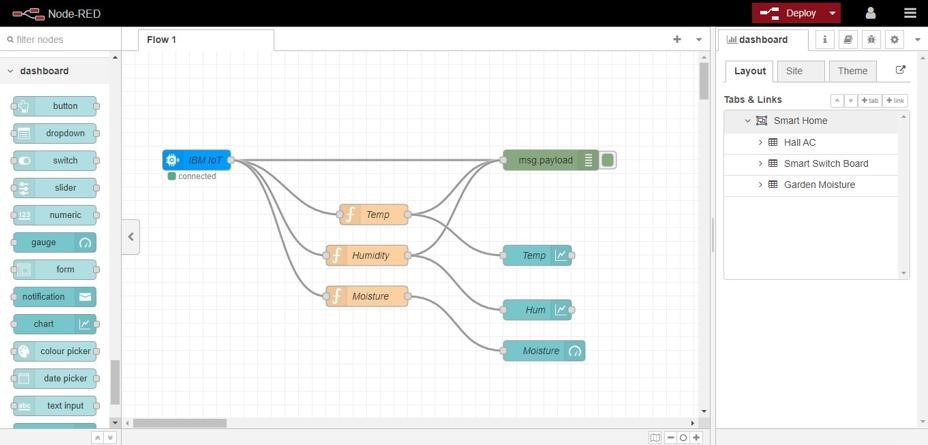 Node-RED
Deploy
filter nodes
Flow 1
dashboard
i
dashboard
button
dropdown
switch
slider
123 numeric
gauge
form
notification
chart
colour picker
date picker
abc text input
IBM IoT
connected
msg.payload
f Temp
f Humidity
f Moisture
Temp
Hum
Moisture
Layout
Site
Theme
Tabs & Links
+tab
+link
Smart Home
Hall AC
Smart Switch Board
Garden Moisture